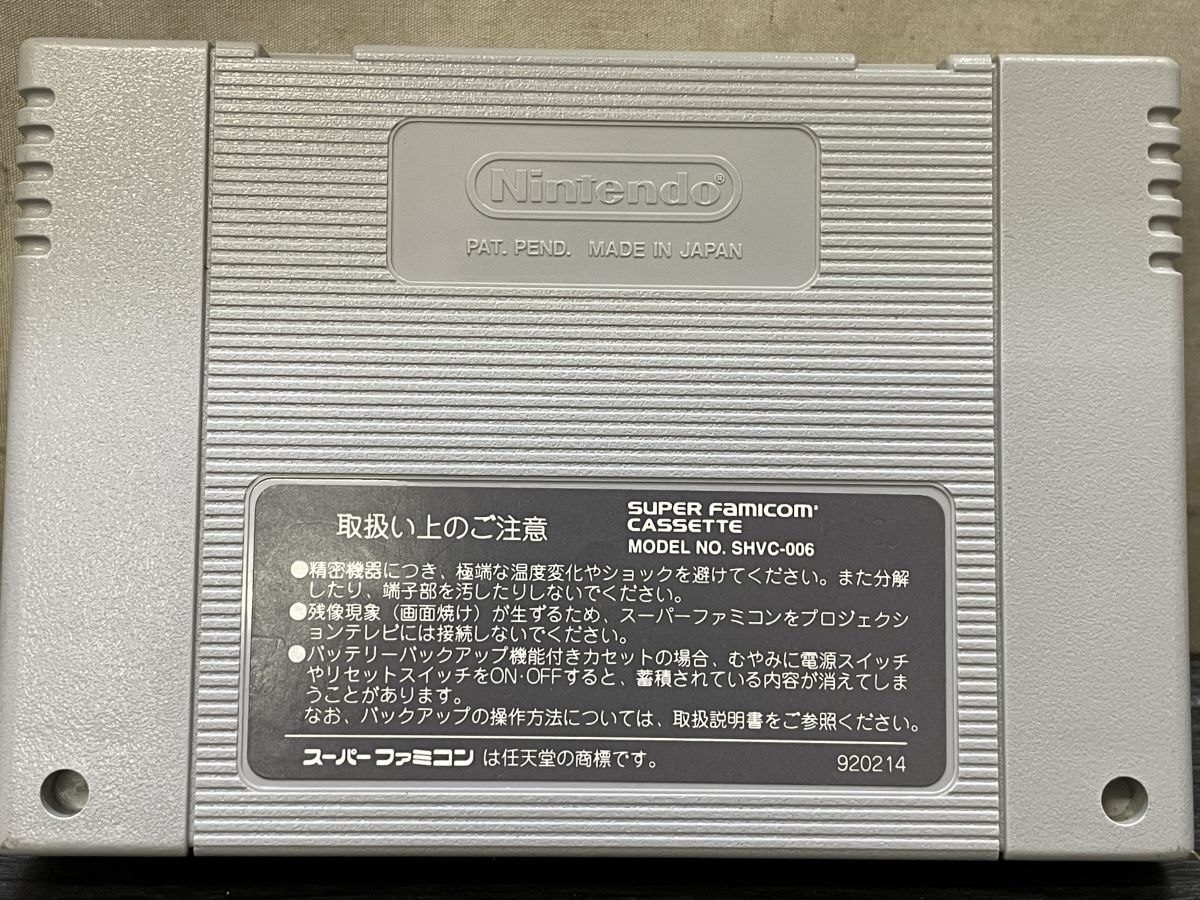 Nintendo®
PAT. PEND. MADE IN JAPAN
取扱い上のご注意
SUPER FAMICOM
CASSETTE
MODEL NO. SHVC-006
●精密機器につき、極端な温度変化やショックを避けてください。また分解
したり、端子部を汚したりしないでください。
●残像現象（画面焼け）が生ずるため、スーパーファミコンをプロジェクシ
ョンテレビには接続しないでください。
●バッテリーバックアップ機能付きカセットの場合、むやみに電源スイッチ
やリセットスイッチをON·OFFすると、蓄積されている内容が消えてしま
うことがあります。
なお、バックアップの操作方法については、取扱説明書をご参照ください。
スーパーファミコン は任天堂の商標です。
920214